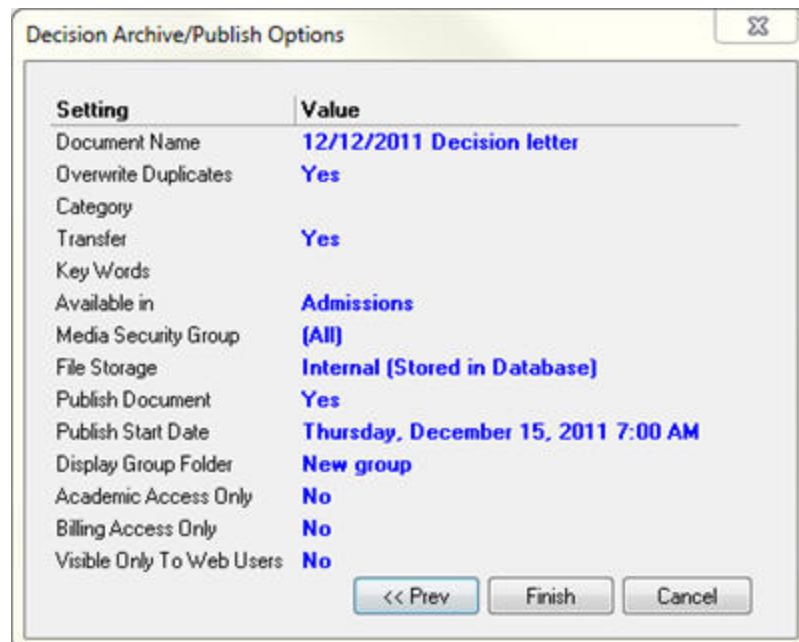 Decision Archive/Publish Options
Setting Value
Document Name 12/12/2011 Decision letter
Overwrite Duplicates Yes
Category
Transfer Yes
Key Words
Available in Admissions
Media Security Group (All)
File Storage Internal (Stored in Database)
Publish Document Yes
Publish Start Date Thursday, December 15, 2011 7:00 AM
Display Group Folder New group
Academic Access Only No
Billing Access Only No
Visible Only To Web Users No
<< Prev Finish Cancel